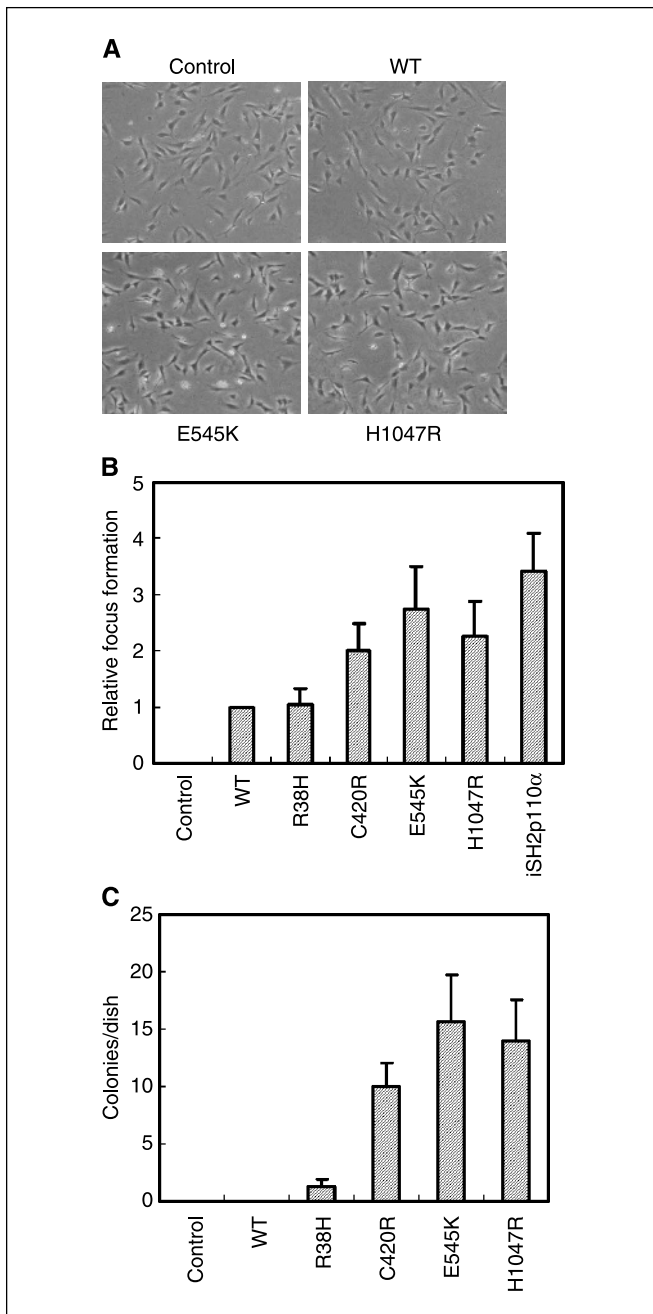 A
Control WT
E545K H1047R
B
Relative focus formation
5
4
3
2
1
0
Control
WT
R38H
C420R
E545K
H1047R
iSH2p110α
C
Colonies/dish
25
20
15
10
5
0
Control
WT
R38H
C420R
E545K
H1047R